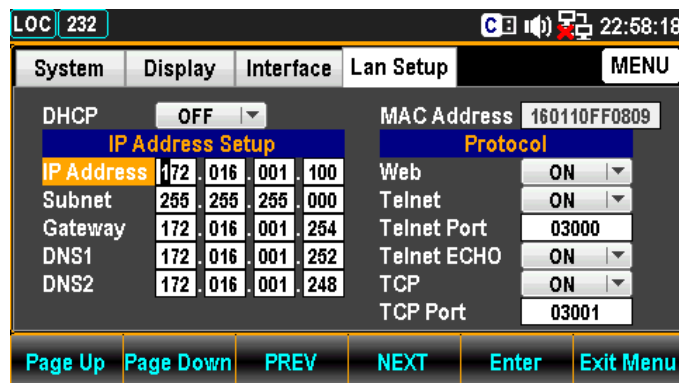 LOC 232 C 22:58:18
System Display Interface Lan Setup MENU
DHCP OFF MAC Address 160110FF0809
IP Address Setup Protocol
IP Address 172.016.001.100 Web ON
Subnet 255.255.255.000 Telnet ON
Gateway 172.016.001.254 Telnet Port 03000
DNS1 172.016.001.252 Telnet ECHO ON
DNS2 172.016.001.248 TCP ON
TCP Port 03001
Page Up Page Down PREV NEXT Enter Exit Menu